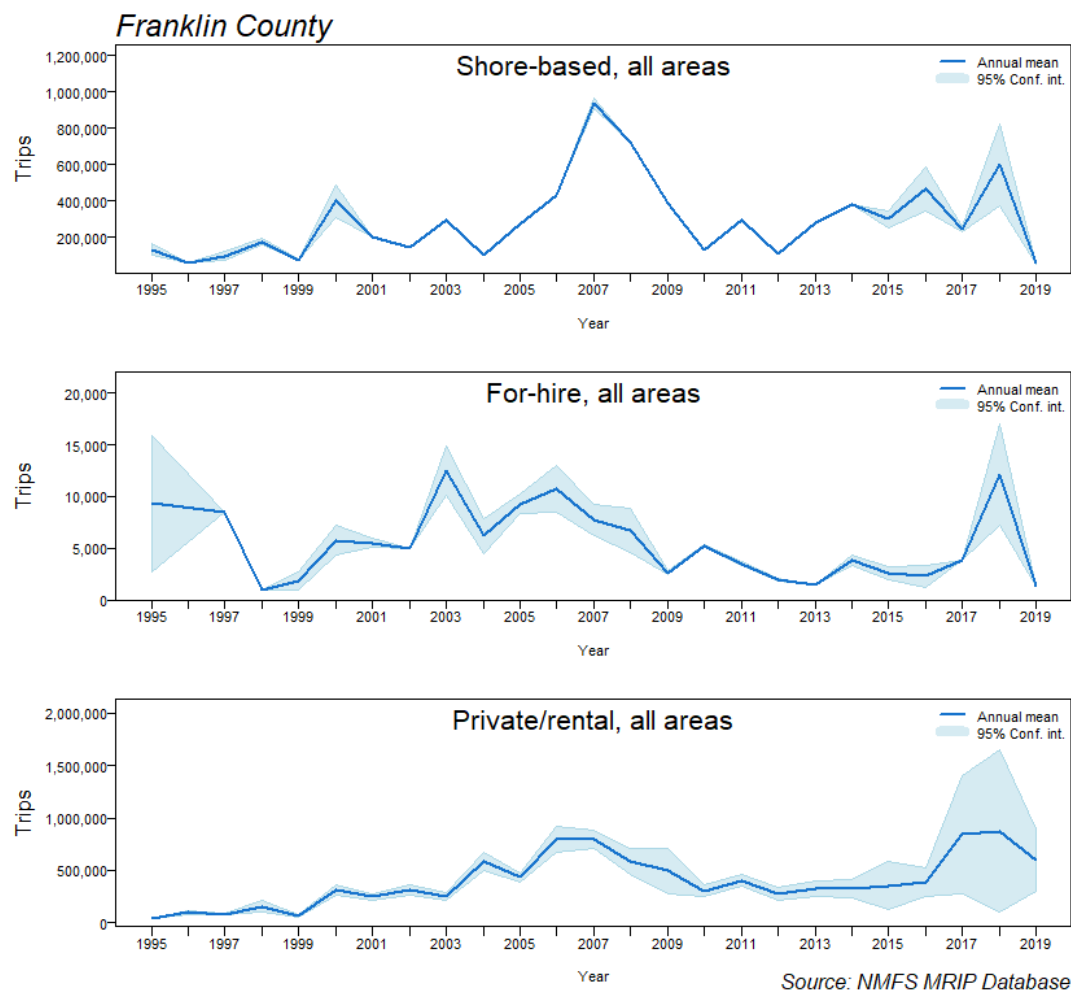 Franklin County
Shore-based, all areas
Annual mean
95% Conf. int.
Trips
1,200,000
1,000,000
800,000
600,000
400,000
200,000
1995 1997 1999 2001 2003 2005 2007 2009 2011 2013 2015 2017 2019
Year
For-hire, all areas
Annual mean
95% Conf. int.
Trips
20,000
15,000
10,000
5,000
0
1995 1997 1999 2001 2003 2005 2007 2009 2011 2013 2015 2017 2019
Year
Private/rental, all areas
Annual mean
95% Conf. int.
Trips
2,000,000
1,500,000
1,000,000
500,000
0
1995 1997 1999 2001 2003 2005 2007 2009 2011 2013 2015 2017 2019
Year
Source: NMFS MRIP Database